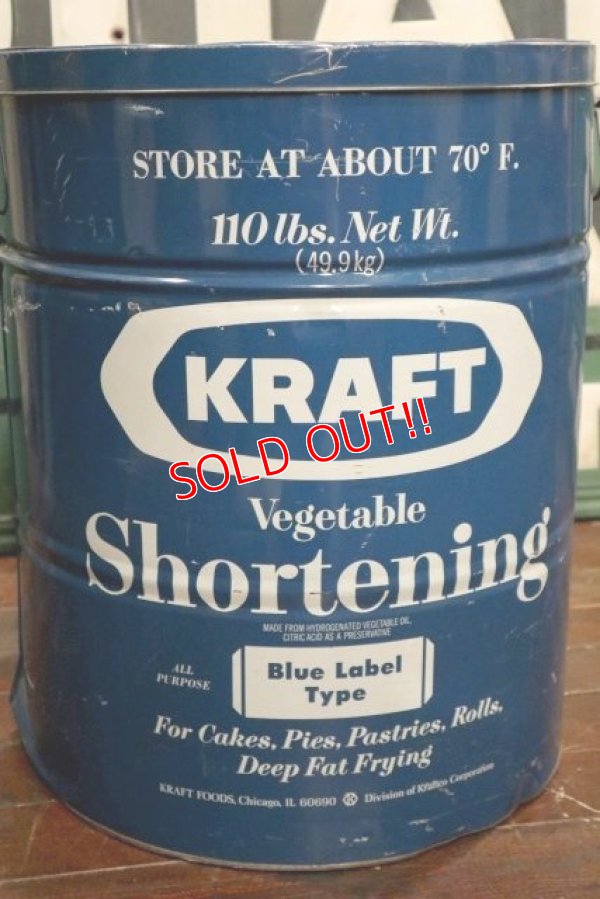 STORE AT ABOUT 70° F.
110 lbs. Net Wt.
(49.9kg)
KRAFT
SOLD OUT!!
Vegetable
Shortening
MADE FROM HYDROGENATED VEGETABLE OIL,
CITRIC ACID AS A PRESERVATIVE
ALL
PURPOSE
Blue Label
Type
For Cakes, Pies, Pastries, Rolls,
Deep Fat Frying
KRAFT FOODS, Chicago, IL 60690 K Division of Kraftco Corporation